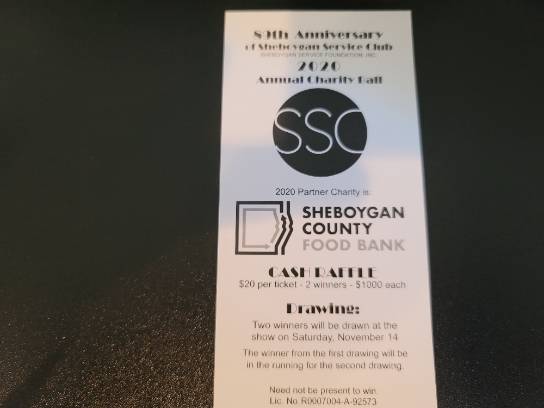 89th Anniversary
of Sheboygan Service Club
SHEBOYGAN SERVICE FOUNDATION, INC.
2020
Annual Charity Ball
SSC
2020 Partner Charity is:
SHEBOYGAN
COUNTY
FOOD BANK
CASH RAFFLE
$20 per ticket - 2 winners - $1000 each
Drawing:
Two winners will be drawn at the
show on Saturday, November 14
The winner from the first drawing will be
in the running for the second drawing.
Need not be present to win.
Lic. No R0007004-A-92573